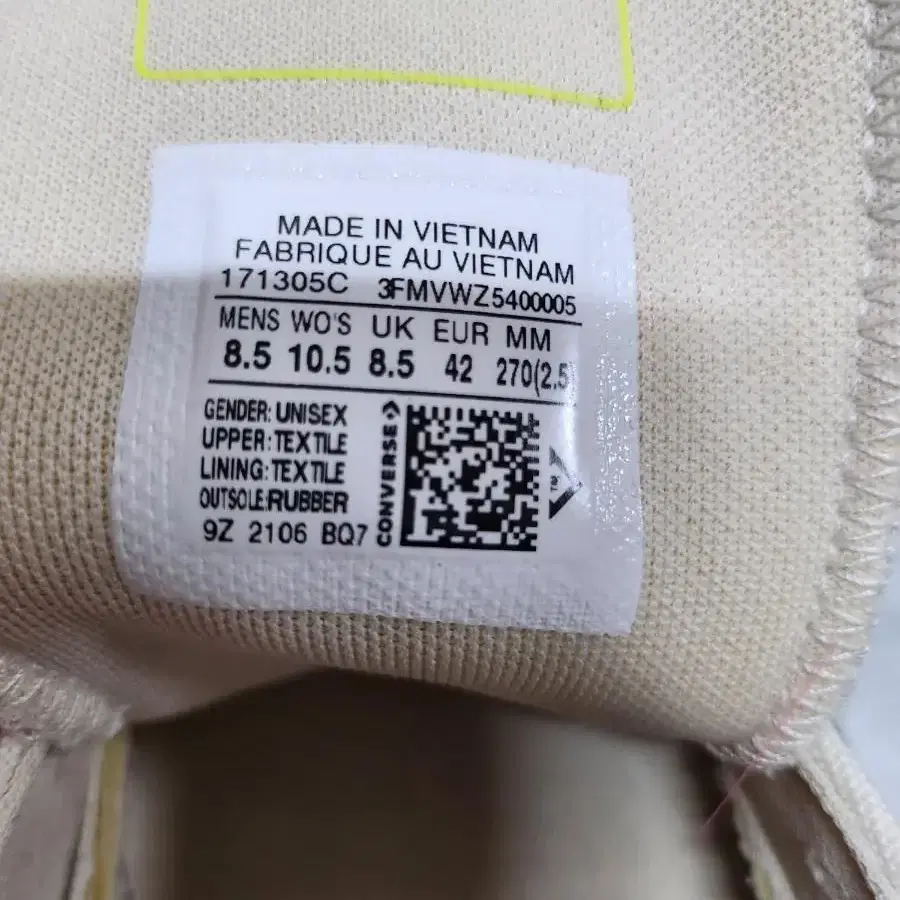 MADE IN VIETNAM
FABRIQUE AU VIETNAM
171305C 3FMVWZ5400005
MENS WO'S UK EUR MM
8.5 10.5 8.5 42 270(2.5)
GENDER: UNISEX
UPPER: TEXTILE
LINING: TEXTILE
OUTSOLE:RUBBER
9Z 2106 BQ7
CONVERSE
TM